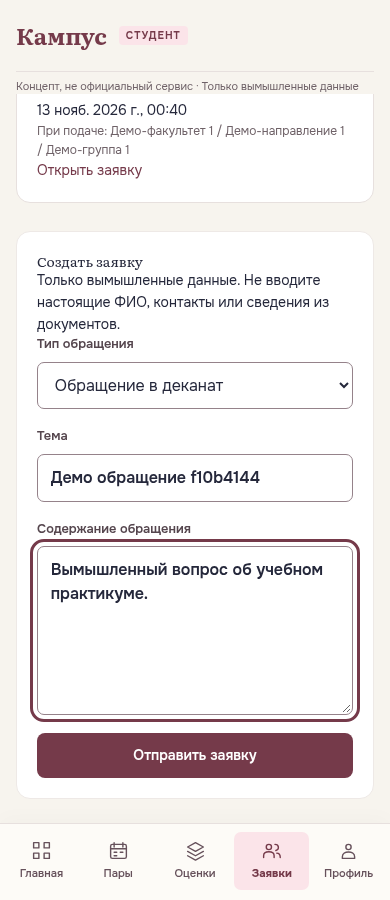 Кампус
СТУДЕНТ
Концепт, не официальный сервис · Только вымышленные данные
13 нояб. 2026 г., 00:40
При подаче: Демо-факультет 1 / Демо-направление 1
/ Демо-группа 1
Открыть заявку
Создать заявку
Только вымышленные данные. Не вводите
настоящие ФИО, контакты или сведения из
документов.
Тип обращения
Обращение в деканат
Тема
Демо обращение f10b4144
Содержание обращения
Вымышленный вопрос об учебном
практикуме.
Отправить заявку
Главная
Пары
Оценки
Заявки
Профиль